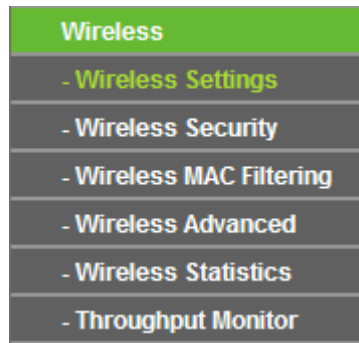 Wireless
- Wireless Settings
- Wireless Security
- Wireless MAC Filtering
- Wireless Advanced
- Wireless Statistics
- Throughput Monitor